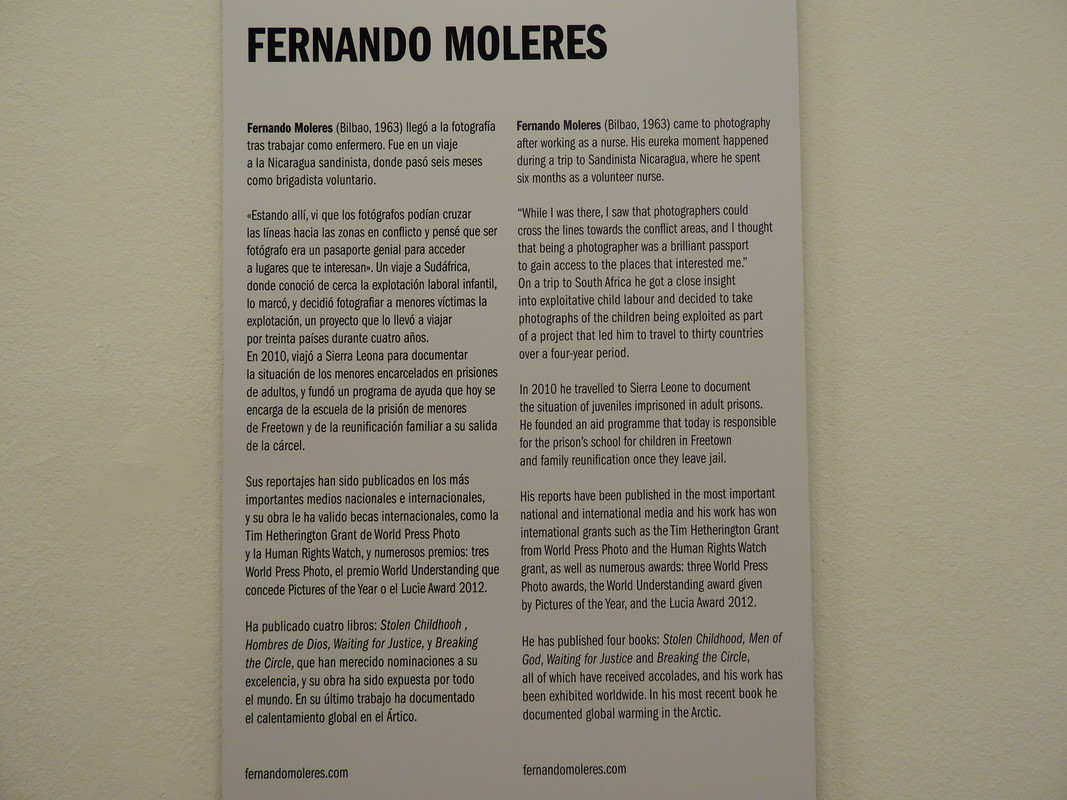 FERNANDO MOLERES
Fernando Moleres (Bilbao, 1963) llegó a la fotografía
tras trabajar como enfermero. Fue en un viaje
a la Nicaragua sandinista, donde pasó seis meses
como brigadista voluntario.
«Estando allí, vi que los fotógrafos podían cruzar
las líneas hacia las zonas en conflicto y pensé que ser
fotógrafo era un pasaporte genial para acceder
a lugares que te interesan». Un viaje a Sudáfrica,
donde conoció de cerca la explotación laboral infantil,
lo marcó, y decidió fotografiar a menores víctimas la
explotación, un proyecto que lo llevó a viajar
por treinta países durante cuatro años.
En 2010, viajó a Sierra Leona para documentar
la situación de los menores encarcelados en prisiones
de adultos, y fundó un programa de ayuda que hoy se
encarga de la escuela de la prisión de menores
de Freetown y de la reunificación familiar a su salida
de la cárcel.
Sus reportajes han sido publicados en los más
importantes medios nacionales e internacionales,
y su obra le ha valido becas internacionales, como la
Tim Hetherington Grant de World Press Photo
y la Human Rights Watch, y numerosos premios: tres
World Press Photo, el premio World Understanding que
concede Pictures of the Year o el Lucie Award 2012.
Ha publicado cuatro libros: Stolen Childhooh ,
Hombres de Dios, Waiting for Justice, y Breaking
the Circle, que han merecido nominaciones a su
excelencia, y su obra ha sido expuesta por todo
el mundo. En su último trabajo ha documentado
el calentamiento global en el Ártico.
fernandomoleres.com
Fernando Moleres (Bilbao, 1963) came to photography
after working as a nurse. His eureka moment happened
during a trip to Sandinista Nicaragua, where he spent
six months as a volunteer nurse.
“While I was there, I saw that photographers could
cross the lines towards the conflict areas, and I thought
that being a photographer was a brilliant passport
to gain access to the places that interested me.”
On a trip to South Africa he got a close insight
into exploitative child labour and decided to take
photographs of the children being exploited as part
of a project that led him to travel to thirty countries
over a four-year period.
In 2010 he travelled to Sierra Leone to document
the situation of juveniles imprisoned in adult prisons.
He founded an aid programme that today is responsible
for the prison’s school for children in Freetown
and family reunification once they leave jail.
His reports have been published in the most important
national and international media and his work has won
international grants such as the Tim Hetherington Grant
from World Press Photo and the Human Rights Watch
grant, as well as numerous awards: three World Press
Photo awards, the World Understanding award given
by Pictures of the Year, and the Lucia Award 2012.
He has published four books: Stolen Childhood, Men of
God, Waiting for Justice and Breaking the Circle,
all of which have received accolades, and his work has
been exhibited worldwide. In his most recent book he
documented global warming in the Arctic.
fernandomoleres.com